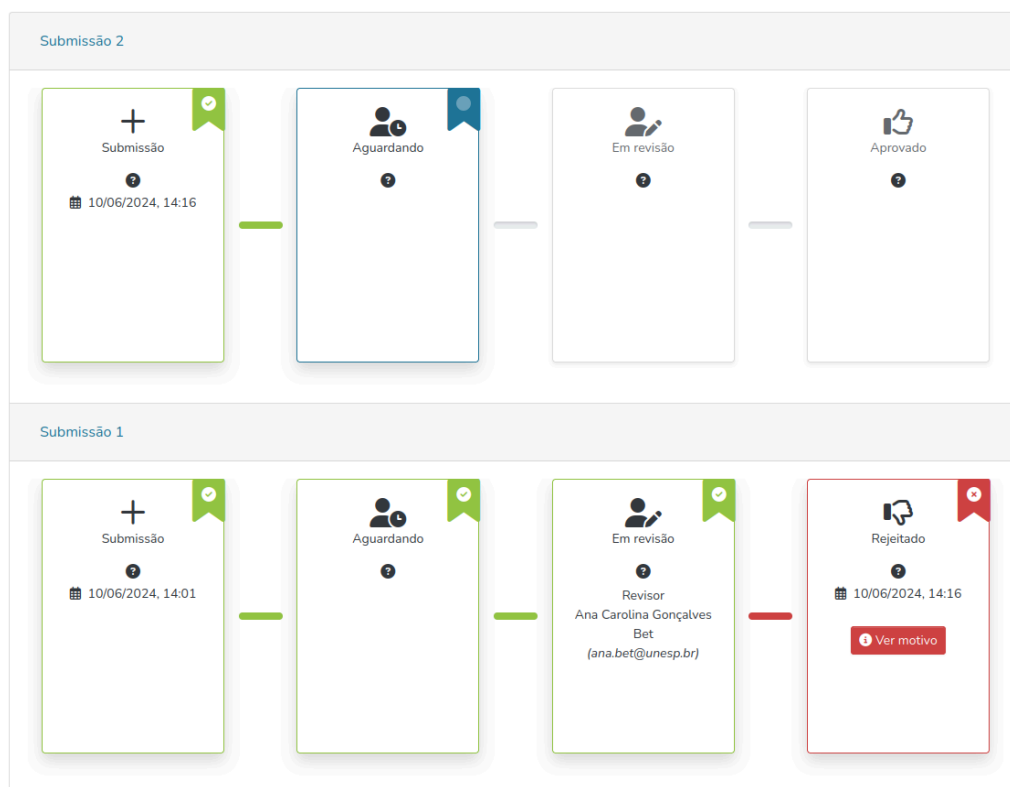 Submissão 2
Submissão
10/06/2024, 14:16
Aguardando
Em revisão
Aprovado
Submissão 1
Submissão
10/06/2024, 14:01
Aguardando
Em revisão
Revisor
Ana Carolina Gonçalves
Bet
(ana.bet@unesp.br)
Rejeitado
10/06/2024, 14:16
Ver motivo